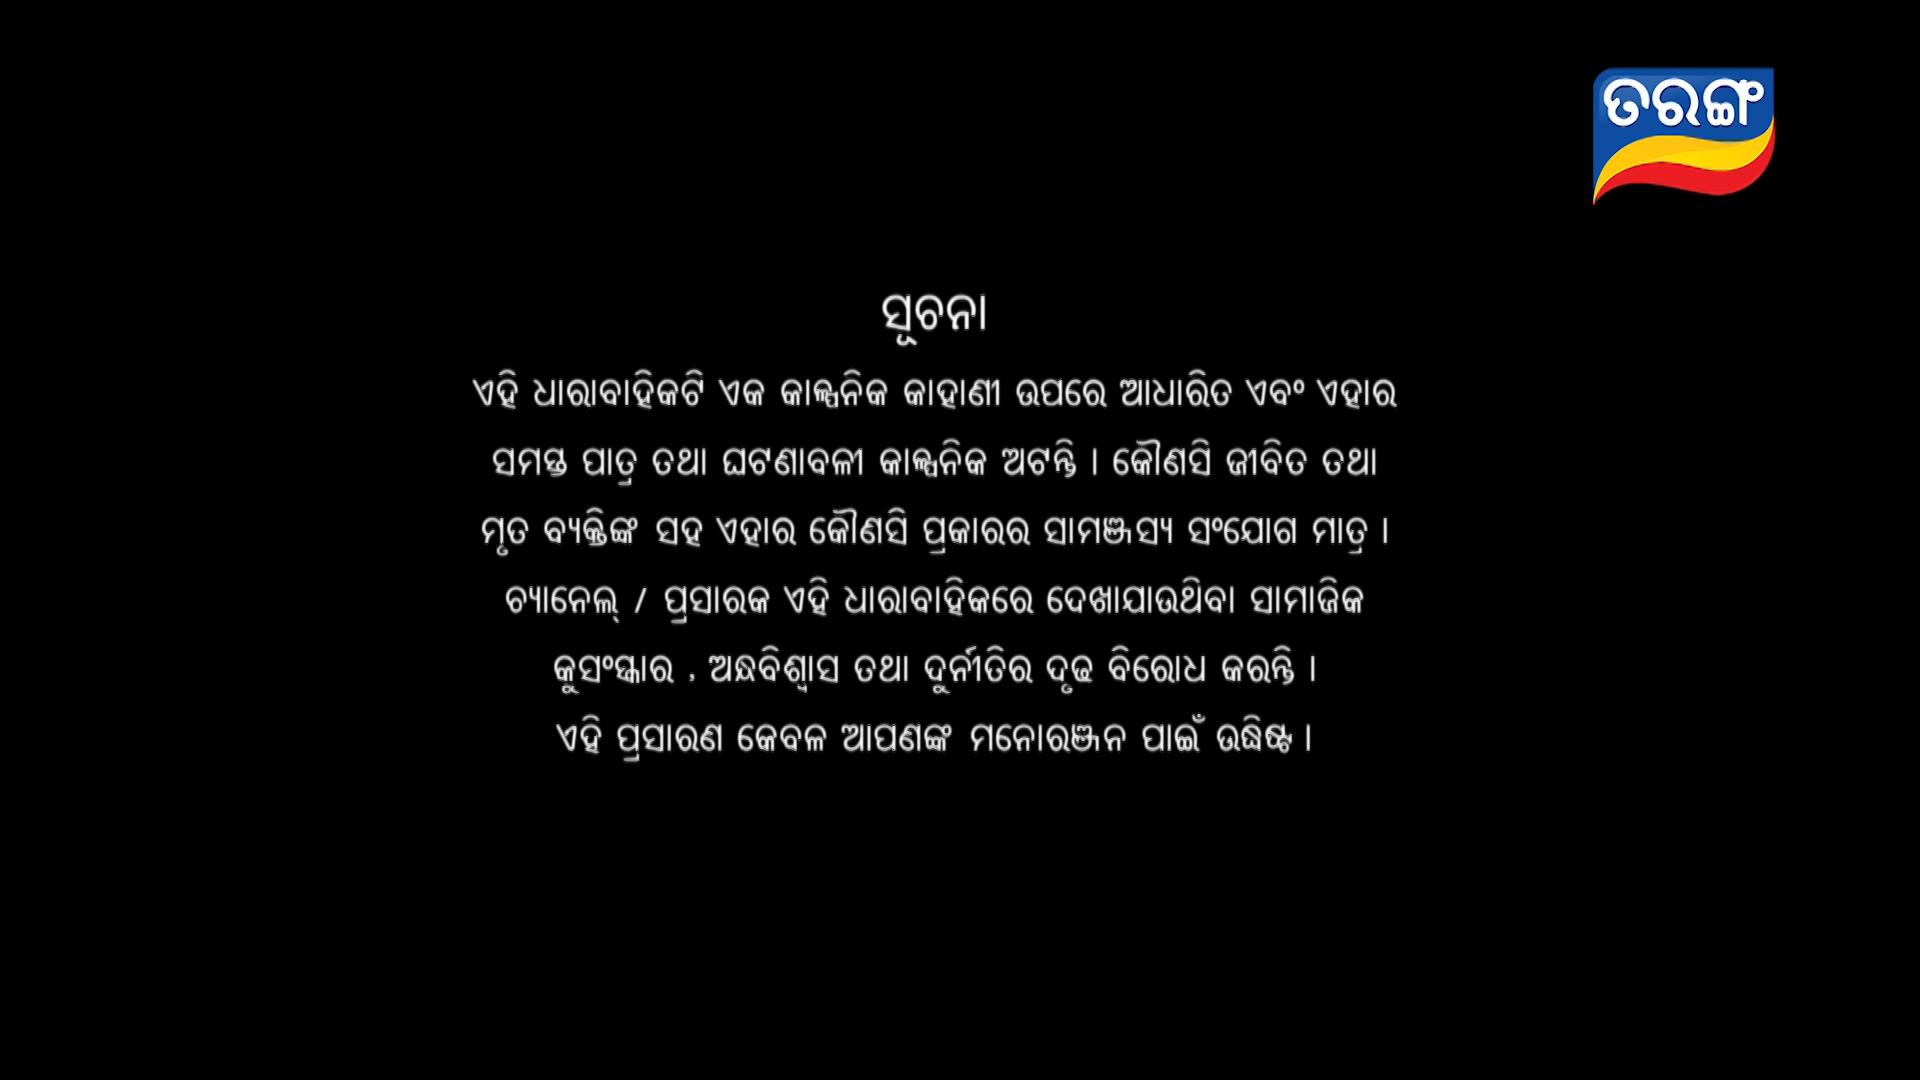 ତରଙ୍ଗ
ସୂଚନା
ଏହି ଧାରାବାହିକଟି ଏକ କାଳ୍ପନିକ କାହାଣୀ ଉପରେ ଆଧାରିତ ଏବଂ ଏହାର
ସମସ୍ତ ପାତ୍ର ତଥା ଘଟଣାବଳୀ କାଳ୍ପନିକ ଅଟନ୍ତି । କୌଣସି ଜୀବିତ ତଥା
ମୃତ ବ୍ୟକ୍ତିଙ୍କ ସହ ଏହାର କୌଣସି ପ୍ରକାରର ସାମଞ୍ଜସ୍ୟ ସଂଯୋଗ ମାତ୍ର ।
ଚ୍ୟାନେଲ୍ / ପ୍ରସାରକ ଏହି ଧାରାବାହିକରେ ଦେଖାଯାଉଥିବା ସାମାଜିକ
କୁସଂସ୍କାର , ଅନ୍ଧବିଶ୍ୱାସ ତଥା ଦୁର୍ନୀତିର ଦୃଢ ବିରୋଧ କରନ୍ତି ।
ଏହି ପ୍ରସାରଣ କେବଳ ଆପଣଙ୍କ ମନୋରଞ୍ଜନ ପାଇଁ ଉଦ୍ଧିଷ୍ଟ ।